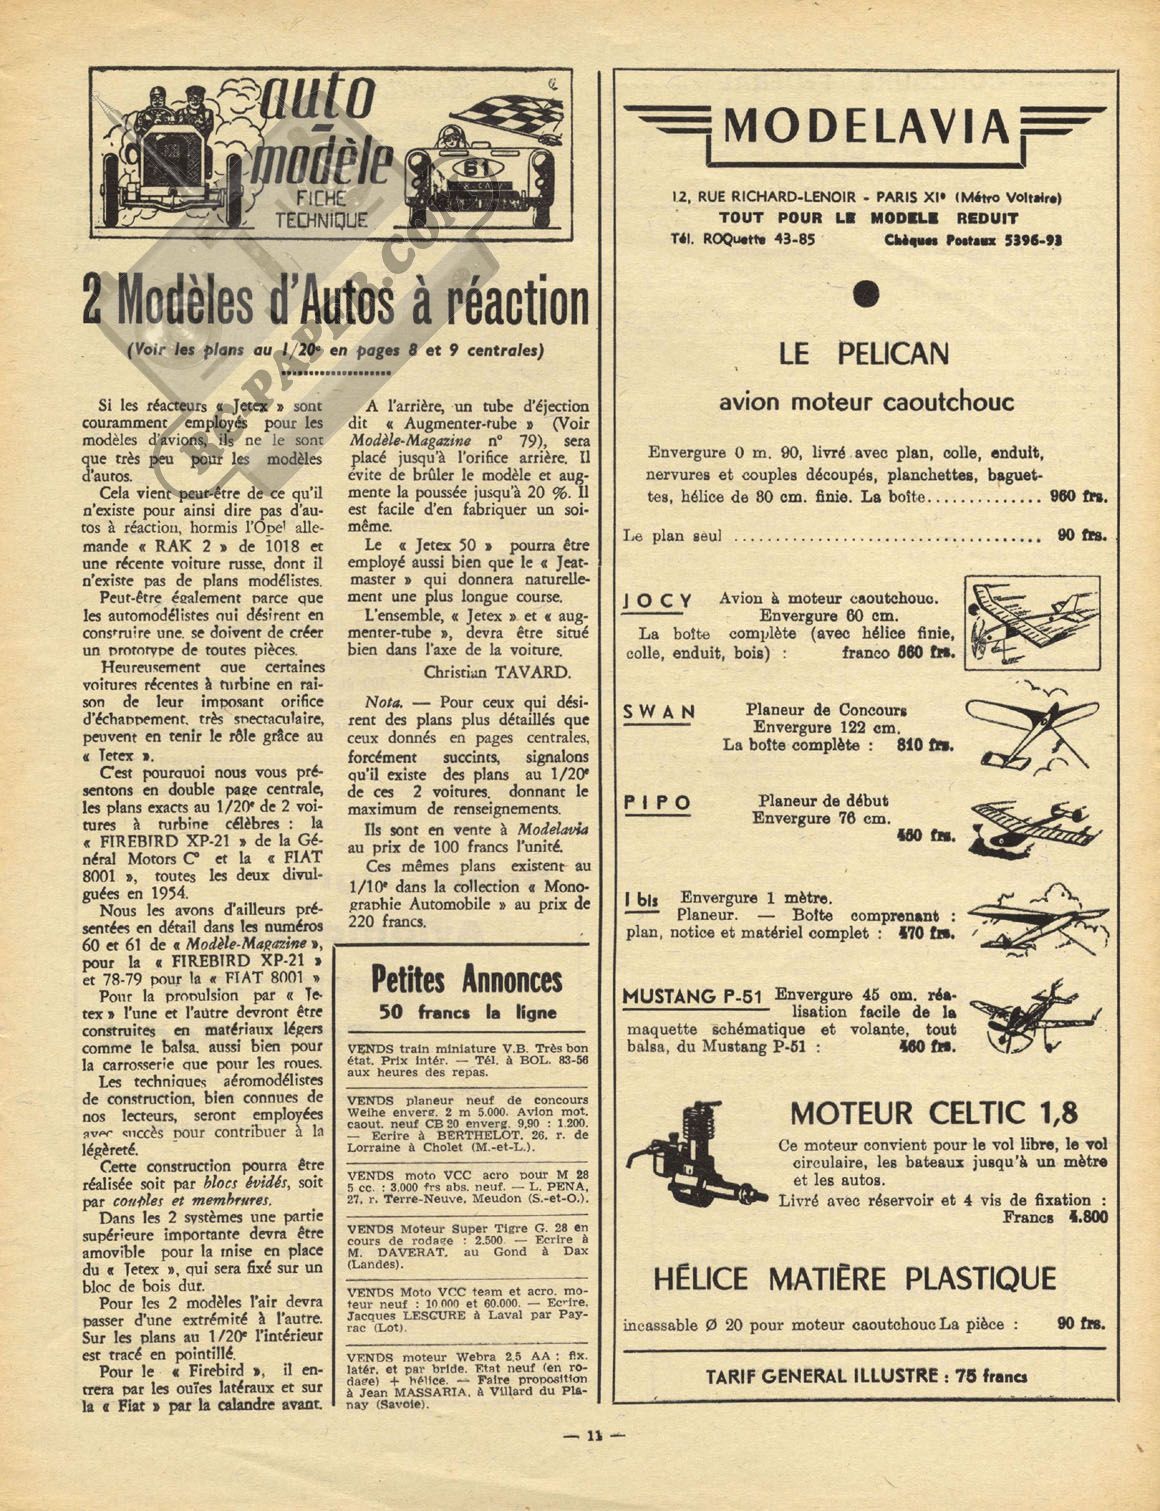 auto
modèle
FICHE
TECHNIQUE
61
2 Modèles d'Autos à réaction
(Voir les plans au 1/20e en pages 8 et 9 centrales)
Si les réacteurs « Jetex » sont
couramment employés pour les
modèles d'avions, ils ne le sont
que très peu pour les modèles
d'autos.
Cela vient peut-être de ce qu'il
n'existe pour ainsi dire pas d'au-
tos à réaction, hormis l'Opel alle-
mande « RAK 2 » de 1018 et
une récente voiture russe, dont il
n'existe pas de plans modélistes.
Peut-être également parce que
les automodélistes qui désirent en
construire une, se doivent de créer
un prototype de toutes pièces.
Heureusement que certaines
voitures récentes à turbine en rai-
son de leur imposant orifice
d'échappement, très spectaculaire,
peuvent en tenir le rôle grâce au
« Jetex ».
C'est pourquoi nous vous pré-
sentons en double page centrale,
les plans exacts au 1/20e de 2 voi-
tures à turbine célèbres : la
« FIREBIRD XP-21 » de la Gé-
néral Motors C° et la « FIAT
8001 », toutes les deux divul-
guées en 1954.
Nous les avons d'ailleurs pré-
sentées en détail dans les numéros
60 et 61 de « Modèle-Magazine »,
pour la « FIREBIRD XP-21 »
et 78-79 pour la « FIAT 8001 »
Pour la propulsion par « Je-
tex » l'une et l'autre devront être
construites en matériaux légers
comme le balsa, aussi bien pour
la carrosserie que pour les roues.
Les techniques aéromodélistes
de construction, bien connues de
nos lecteurs, seront employées
avec succès pour contribuer à la
légèreté.
Cette construction pourra être
réalisée soit par blocs évidés, soit
par couples et membrures.
Dans les 2 systèmes une partie
supérieure importante devra être
amovible pour la mise en place
du « Jetex », qui sera fixé sur un
bloc de bois dur.
Pour les 2 modèles l'air devra
passer d'une extrémité à l'autre.
Sur les plans au 1/20e l'intérieur
est tracé en pointillé.
Pour le « Firebird », il en-
trera par les ouïes latéraux et sur
la « Fiat » par la calandre avant.
A l'arrière, un tube d'éjection
dit « Augmenter-tube » (Voir
Modèle-Magazine n° 79), sera
placé jusqu'à l'orifice arrière. Il
évite de brûler le modèle et aug-
mente la poussée jusqu'à 20 %. Il
est facile d'en fabriquer un soi-
même.
Le « Jetex 50 » pourra être
employé aussi bien que le « Jeat-
master » qui donnera naturelle-
ment une plus longue course.
L'ensemble, « Jetex » et « aug-
menter-tube », devra être situé
bien dans l'axe de la voiture.
Christian TAVARD.
Nota. — Pour ceux qui dési-
rent des plans plus détaillés que
ceux donnés en pages centrales,
forcément succints, signalons
qu'il existe des plans au 1/20e
de ces 2 voitures, donnant le
maximum de renseignements.
Ils sont en vente à Modelavia
au prix de 100 francs l'unité.
Ces mêmes plans existent au
1/10e dans la collection « Mono-
graphie Automobile » au prix de
220 francs.
Petites Annonces
50 francs la ligne
VENDS train miniature V.B. Très bon
état. Prix intér. — Tél. à BOL. 83-56
aux heures des repas.
VENDS planeur neuf de concours
Weihe enverg. 2 m 5.000. Avion mot.
caout. neuf CB 20 enverg. 9,90 : 1.200.
— Ecrire à BERTHELOT, 26, r. de
Lorraine à Cholet (M.-et-L.).
VENDS moto VCC acro pour M 28
5 cc. : 3.000 frs abs. neuf. — L. PENA,
27, r. Terre-Neuve, Meudon (S.-et-O.).
VENDS Moteur Super Tigre G. 28 en
cours de rodage : 2.500. — Ecrire à
M. DAVERAT, au Gond à Dax
(Landes).
VENDS Moto VCC team et acro. mo-
teur neuf : 10.000 et 60.000. — Ecrire,
Jacques LESCURE à Laval par Pay-
rac (Lot).
VENDS moteur Webra 2,5 AA : fix.
latér. et par bride. Etat neuf (en ro-
dage) + hélice. — Faire proposition
à Jean MASSARIA, à Villard du Pla-
nay (Savoie).
MODELAVIA
12, RUE RICHARD-LENOIR - PARIS XIe (Métro Voltaire)
TOUT POUR LE MODELE REDUIT
Tél. ROQuette 43-85 Chèques Postaux 5396-93
LE PELICAN
avion moteur caoutchouc
Envergure 0 m. 90, livré avec plan, colle, enduit,
nervures et couples découpés, planchettes, baguet-
tes, hélice de 30 cm. finie. La boîte.............. 960 frs.
Le plan seul ..................................... 90 frs.
JOCY Avion à moteur caoutchouc.
Envergure 60 cm.
La boîte complète (avec hélice finie,
colle, enduit, bois) : franco 560 frs.
SWAN Planeur de Concours
Envergure 122 cm.
La boîte complète : 810 frs.
PIPO Planeur de début
Envergure 76 cm.
460 frs.
I bis Envergure 1 mètre.
Planeur. — Boîte comprenant :
plan, notice et matériel complet : 470 frs.
MUSTANG P-51 Envergure 45 cm. réa-
lisation facile de la
maquette schématique et volante, tout
balsa, du Mustang P-51 : 460 frs.
MOTEUR CELTIC 1,8
Ce moteur convient pour le vol libre, le vol
circulaire, les bateaux jusqu'à un mètre
et les autos.
Livré avec réservoir et 4 vis de fixation :
Francs 4.800
HÉLICE MATIÈRE PLASTIQUE
incassable Ø 20 pour moteur caoutchouc La pièce : 90 frs.
TARIF GENERAL ILLUSTRE : 75 francs
— 11 —
RC-PAPER.COM